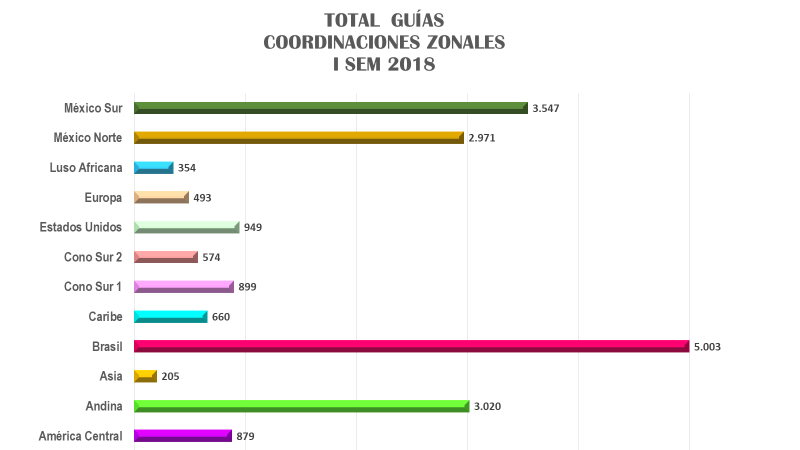 TOTAL GUÍAS
COORDINACIONES ZONALES
I SEM 2018
México Sur 3.547
México Norte 2.971
Luso Africana 354
Europa 493
Estados Unidos 949
Cono Sur 2 574
Cono Sur 1 899
Caribe 660
Brasil 5.003
Asia 205
Andina 3.020
América Central 879